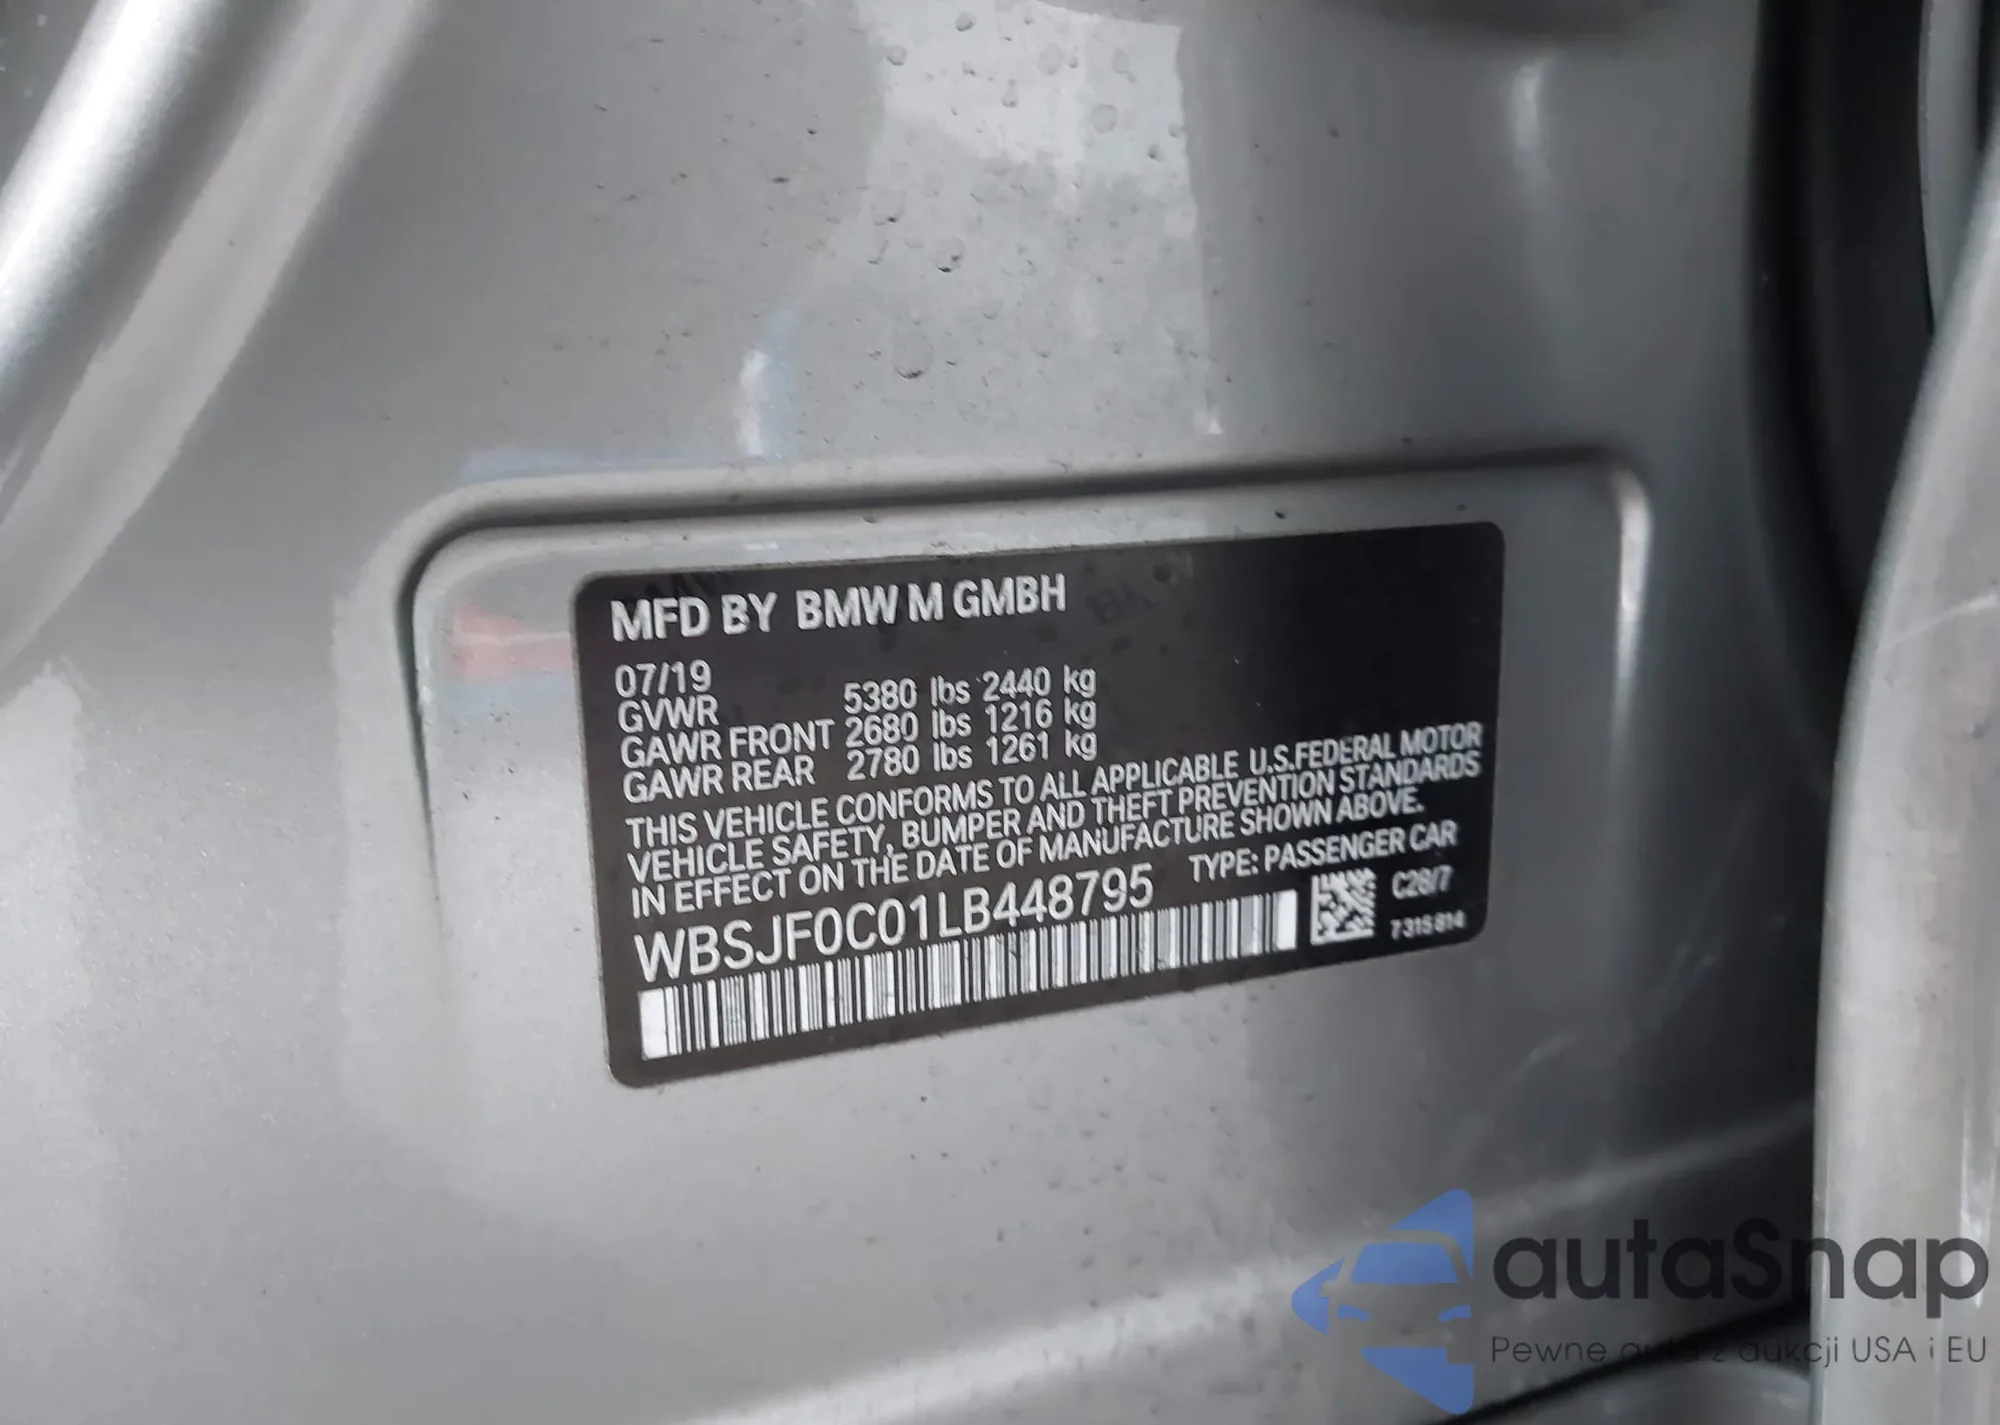 MFD BY BMW M GMBH
07/19
GVWR 5380 lbs 2440 kg
GAWR FRONT 2680 lbs 1216 kg
GAWR REAR 2780 lbs 1261 kg
THIS VEHICLE CONFORMS TO ALL APPLICABLE U.S.FEDERAL MOTOR
VEHICLE SAFETY, BUMPER AND THEFT PREVENTION STANDARDS
IN EFFECT ON THE DATE OF MANUFACTURE SHOWN ABOVE.
WBSJF0C01LB448795 TYPE: PASSENGER CAR
C28/7
7315814
autaSnap
Pewne auta z aukcji USA i EU